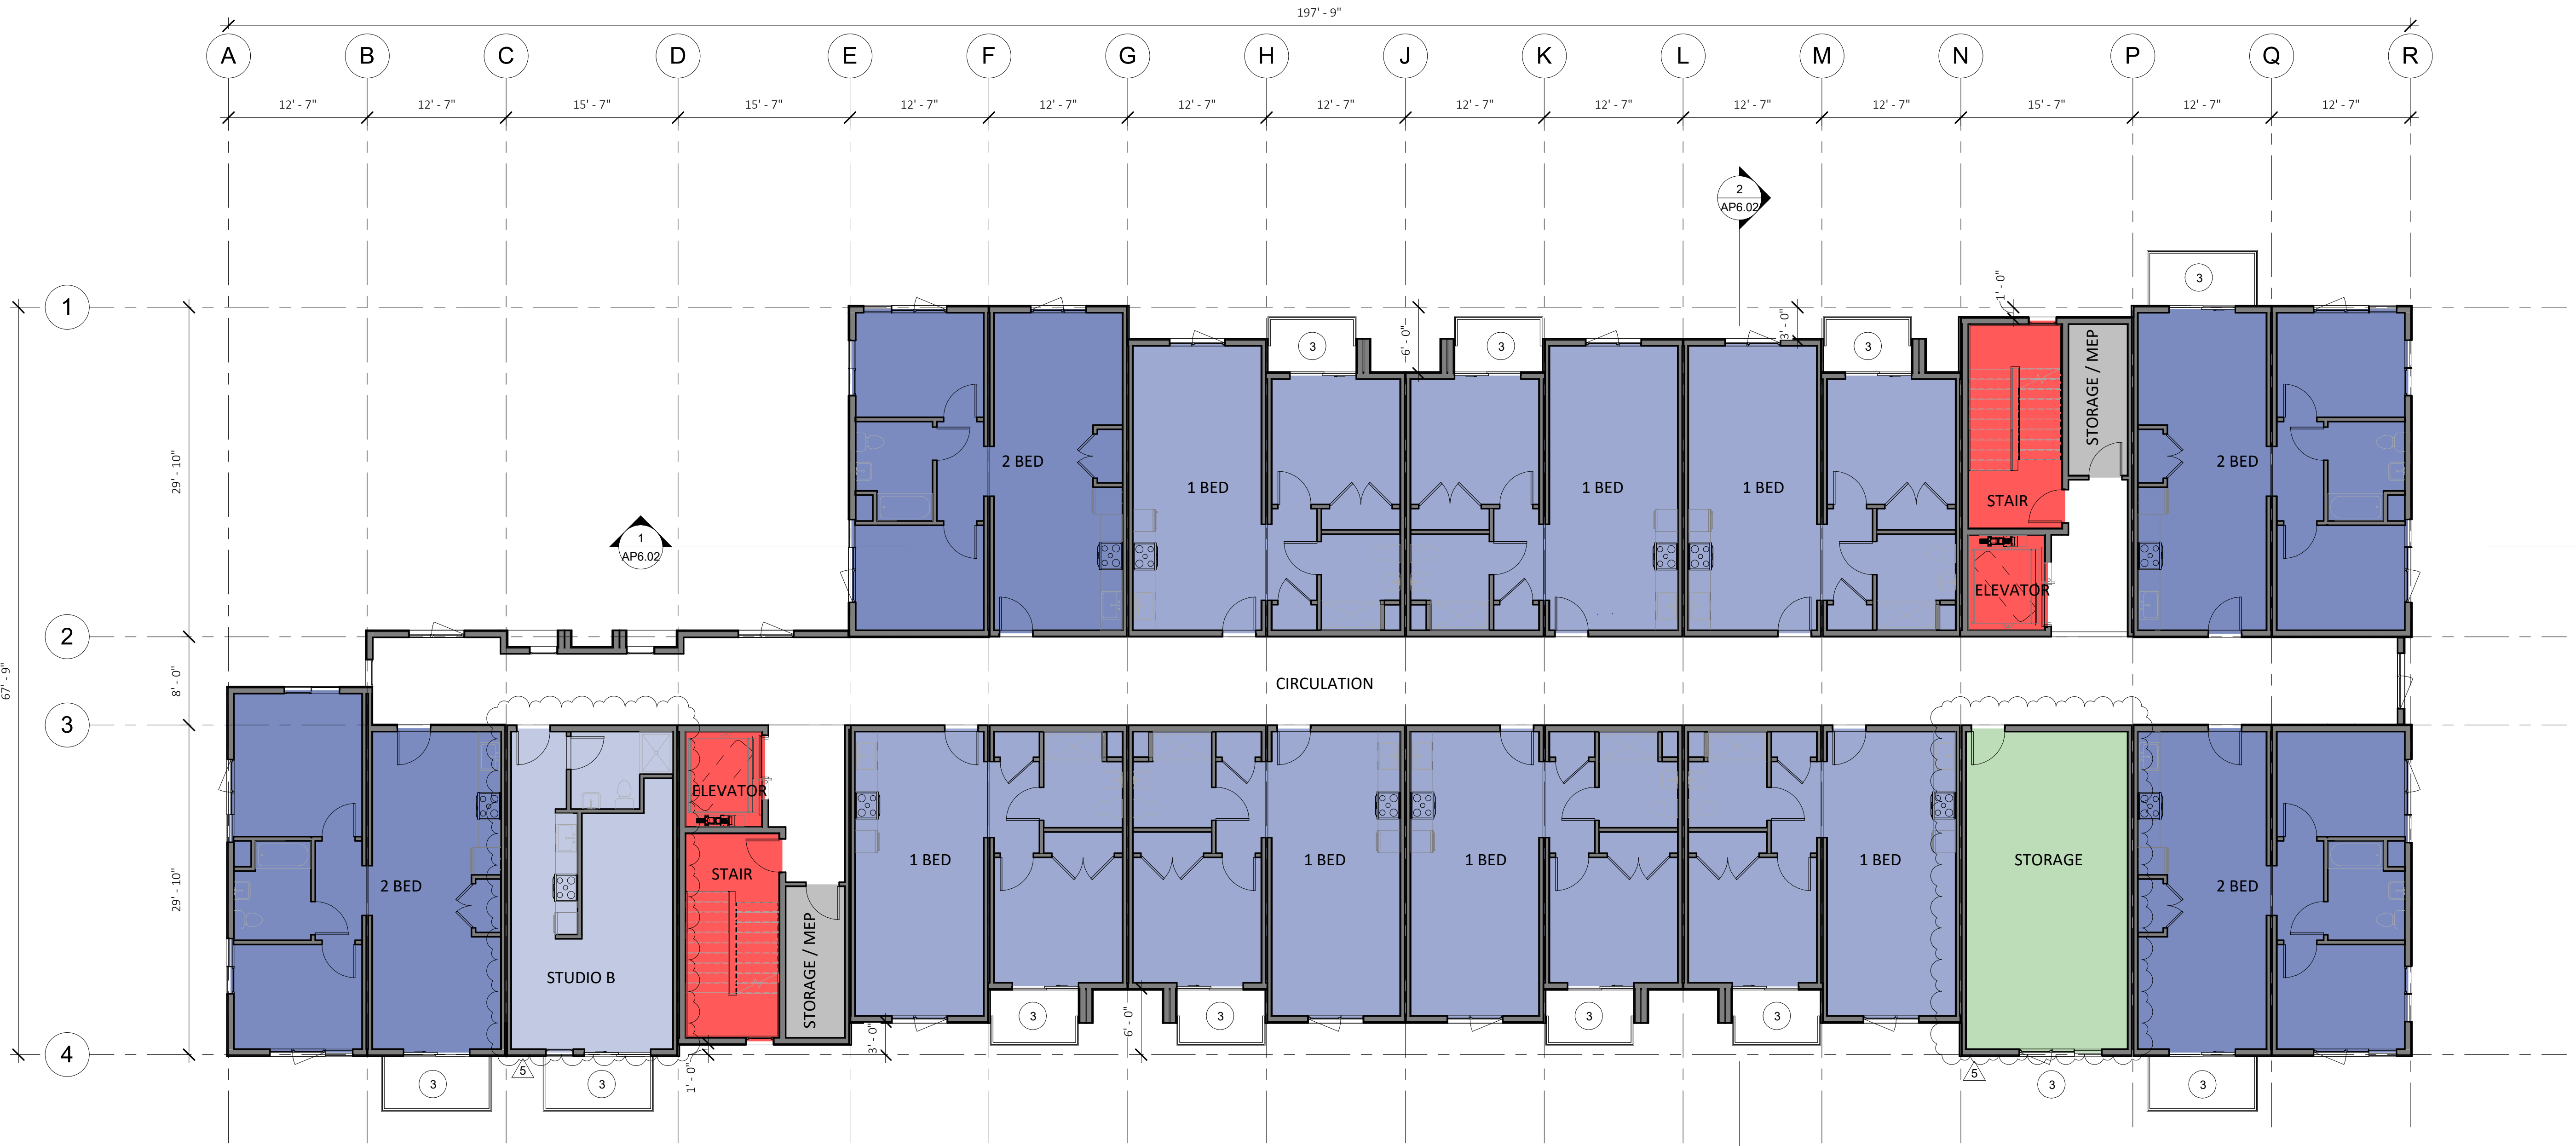 197' - 9"
A B C D E F G H J K L M N P Q R
12' - 7" 12' - 7" 15' - 7" 15' - 7" 12' - 7" 12' - 7" 12' - 7" 12' - 7" 12' - 7" 12' - 7" 12' - 7" 12' - 7" 15' - 7" 12' - 7" 12' - 7"
2
AP6.02
3
1' - 0"
1
6' - 0"
3' - 0"
3 3 3
STORAGE / MEP
2 BED 2 BED
29' - 10"
1 BED 1 BED 1 BED
STAIR
1
AP6.02
ELEVATOR
2
8' - 0"
67' - 9"
CIRCULATION
3
ELEVATOR
1 BED 1 BED 1 BED 1 BED STORAGE
STAIR
2 BED 2 BED
29' - 10"
STORAGE / MEP
STUDIO B
3 3 3 3
3' - 0" 6' - 0"
4
1' - 0"
5 5
3 3 3 3